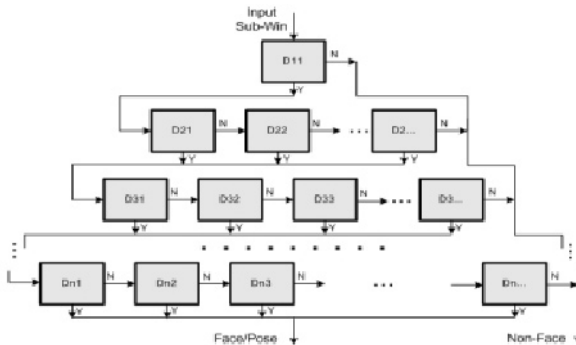 Input
Sub-Win
D11 N
Y
D21 N D22 N ... D2... N
Y Y Y
D31 N D32 N D33 N ... D3... N
Y Y Y Y
Dn1 N Dn2 N Dn3 N ... Dn... N
Y Y Y Y
Face/Pose Non-Face